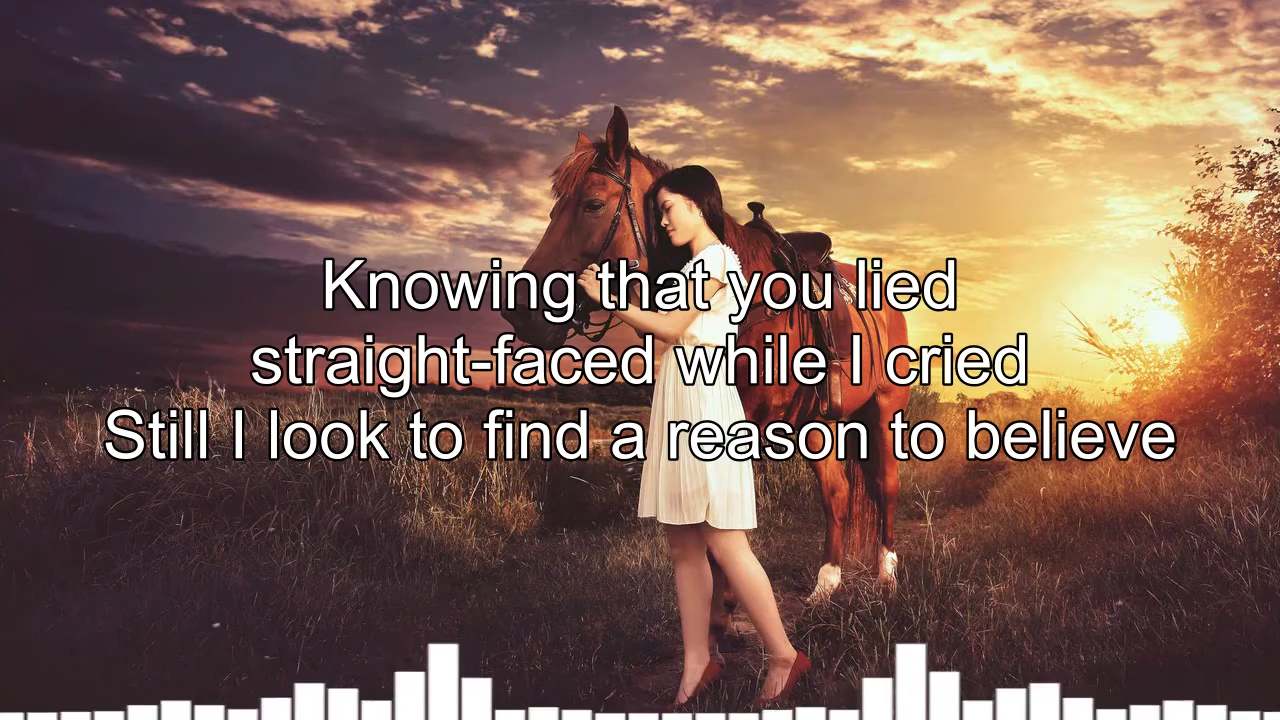 Knowing that you lied
straight-faced while I cried
Still I look to find a reason to believe